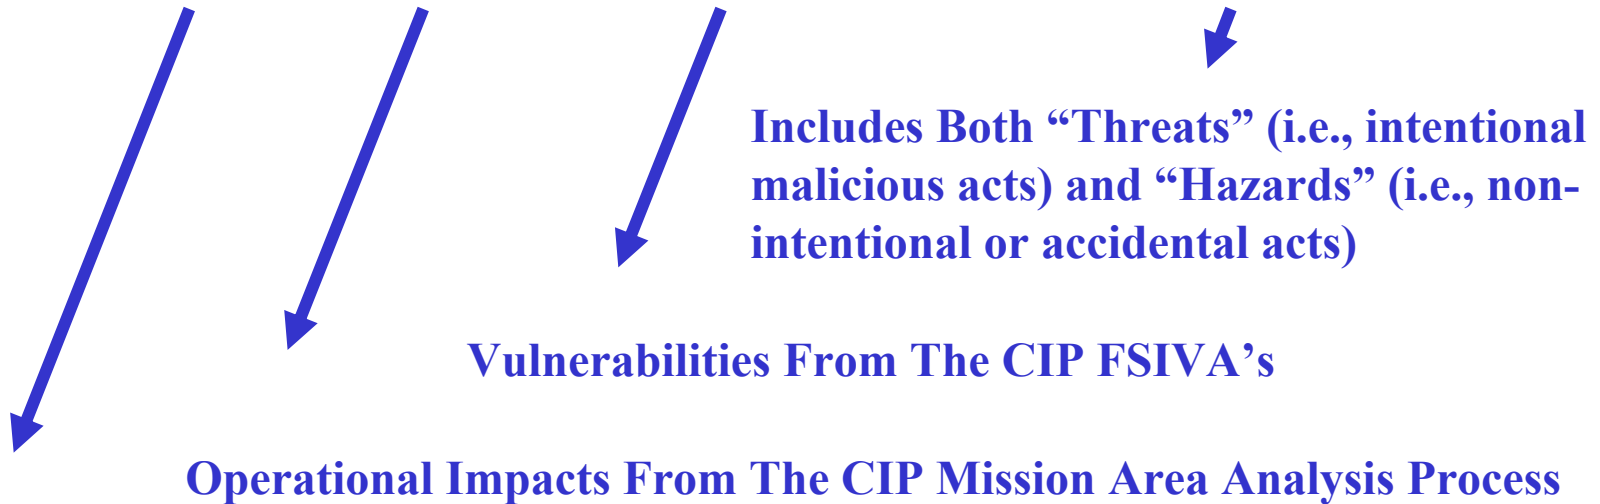 Includes Both “Threats” (i.e., intentional
malicious acts) and “Hazards” (i.e., non-
intentional or accidental acts)
Vulnerabilities From The CIP FSIVA’s
Operational Impacts From The CIP Mission Area Analysis Process